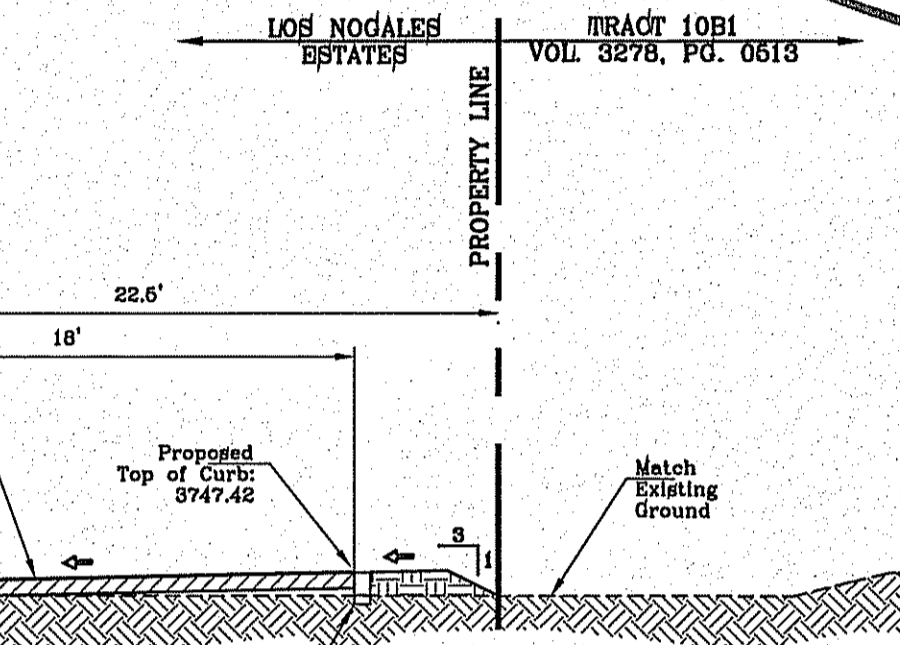 LOS NOGALES
ESTATES
TRACT 10B1
VOL. 3278, PG. 0513
PROPERTY LINE
22.5'
18'
Proposed
Top of Curb:
3747.42
3
1
Match
Existing
Ground